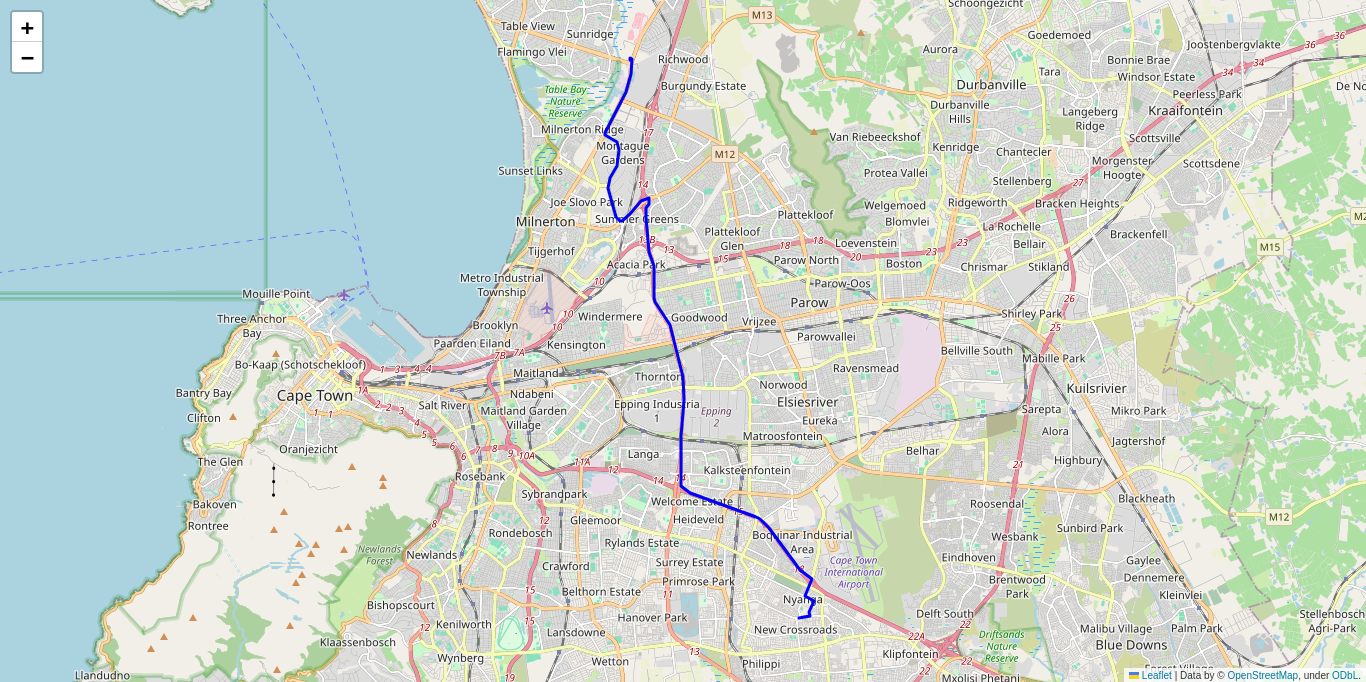 +
−
Table View
Sunridge
Flamingo Vlei
Richwood
Burgundy Estate
Table Bay
Nature
Reserve
Milnerton Ridge
Montague
Gardens
Sunset Links
Joe Slovo Park
Summer Greens
Milnerton
Tijgerhof
Acacia Park
Metro Industrial
Township
Windermere
Goodwood
Brooklyn
Paarden Eiland
Kensington
Maitland
Ndabeni
Maitland Garden
Village
Thornton
Epping Industria
1
Epping
2
Langa
Kalksteenfontein
Matroosfontein
Welcome Estate
Heideveld
Boquinar Industrial
Area
Cape Town
International
Airport
Nyanga
New Crossroads
Philippi
Mouille Point
Three Anchor
Bay
Bo-Kaap (Schotschekloof)
Bantry Bay
Cape Town
Clifton
Oranjezicht
The Glen
Bakoven
Rontree
Salt River
Rosebank
Sybrandpark
Gleemoor
Rondebosch
Rylands Estate
Newlands
Newlands
Forest
Crawford
Surrey Estate
Primrose Park
Belthorn Estate
Bishopscourt
Hanover Park
Kenilworth
Lansdowne
Klaassenbosch
Wynberg
Wetton
Llandudno
M13
M12
Schoongezicht
Goedemoed
Aurora
Joostenbergvlakte
Bonnie Brae
Tara
Windsor Estate
Durbanville
Peerless Park
Kraaifontein
Durbanville
Hills
Langeberg
Ridge
Scottsville
Van Riebeeckshof
Kenridge
Chantecler
Morgenster
Hoogte
Scottsdene
Protea Vallei
Stellenberg
Welgemoed
Ridgeworth
Bracken Heights
Plattekloof
Blomvlei
La Rochelle
Plattekloof
Glen
Loevenstein
Bellair
Brackenfell
M15
Parow North
Boston
Chrismar
Stikland
Parow-Oos
Parow
Vrijzee
Parowvallei
Shirley Park
Bellville South
Mabille Park
Ravensmead
Norwood
Elsiesriver
Eureka
Kuilsrivier
Sarepta
Mikro Park
Alora
Jagtershof
Belhar
Highbury
Blackheath
Roosendal
M12
Wesbank
Sunbird Park
Eindhoven
Gaylee
Dennemere
Brentwood
Park
Kleinvlei
Delft South
Malibu Village
Palm Park
Stellenbosch
Agri-Park
Driftsands
Nature
Reserve
Blue Downs
Klipfontein
Mxolisi Phetani
Leaflet | Data by © OpenStreetMap, under ODbL.